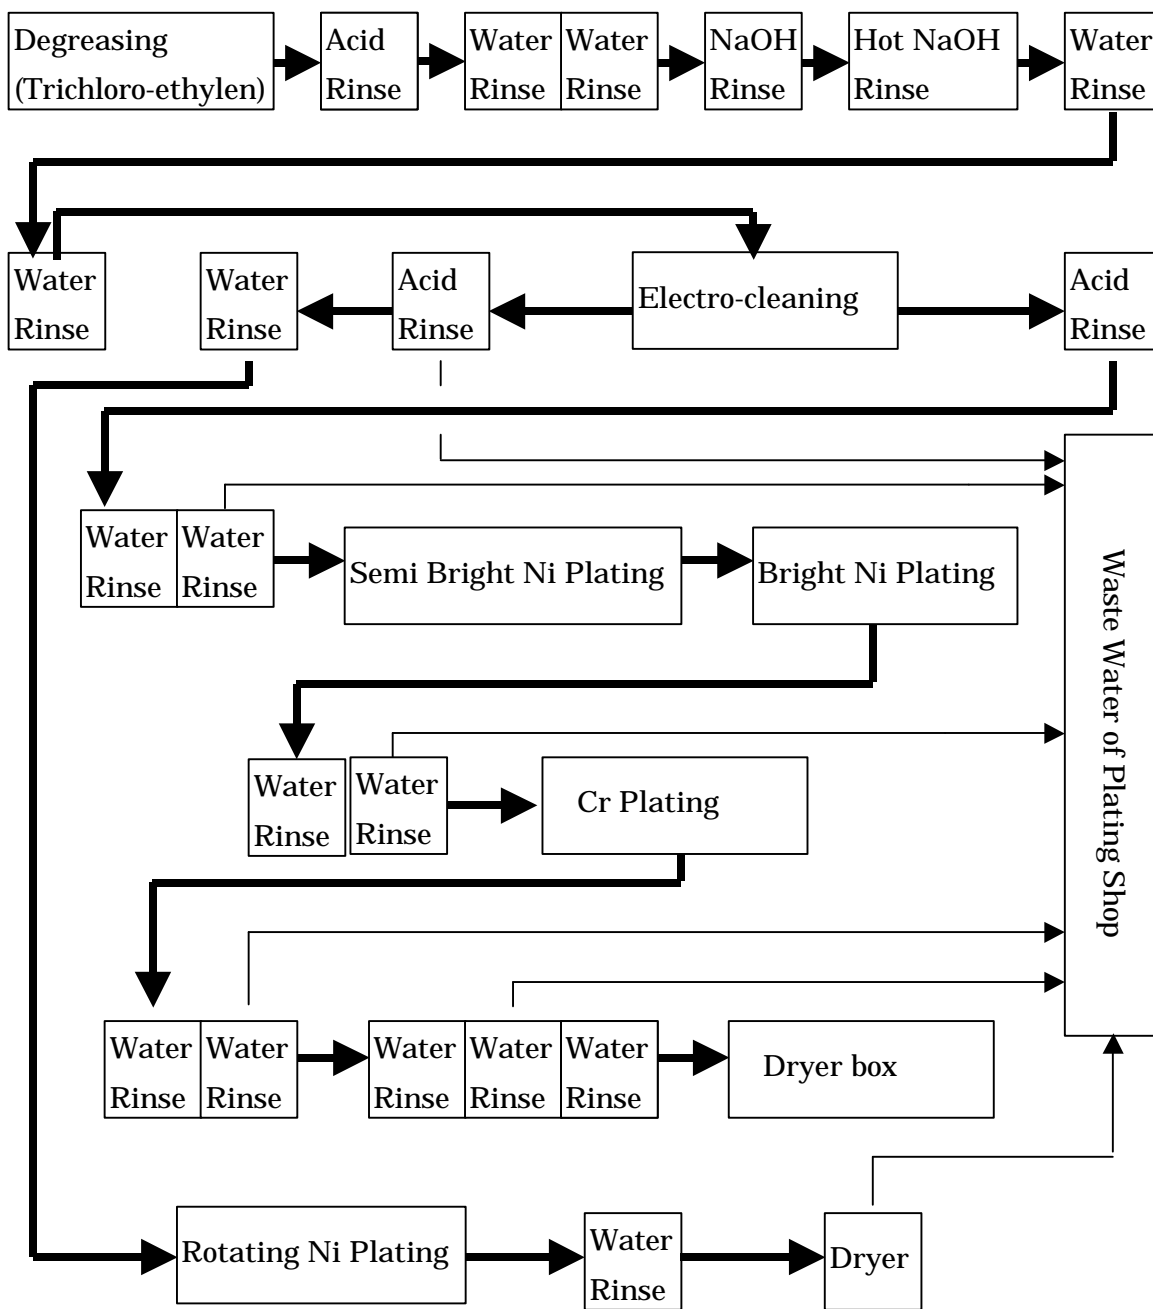 Degreasing
(Trichloro-ethylen)
Acid
Rinse
Water
Rinse
Water
Rinse
NaOH
Rinse
Hot NaOH
Rinse
Water
Rinse
Water
Rinse
Water
Rinse
Acid
Rinse
Electro-cleaning
Acid
Rinse
Water
Rinse
Water
Rinse
Semi Bright Ni Plating
Bright Ni Plating
Waste Water of Plating Shop
Water
Rinse
Water
Rinse
Cr Plating
Water
Rinse
Water
Rinse
Water
Rinse
Water
Rinse
Water
Rinse
Dryer box
Rotating Ni Plating
Water
Rinse
Dryer